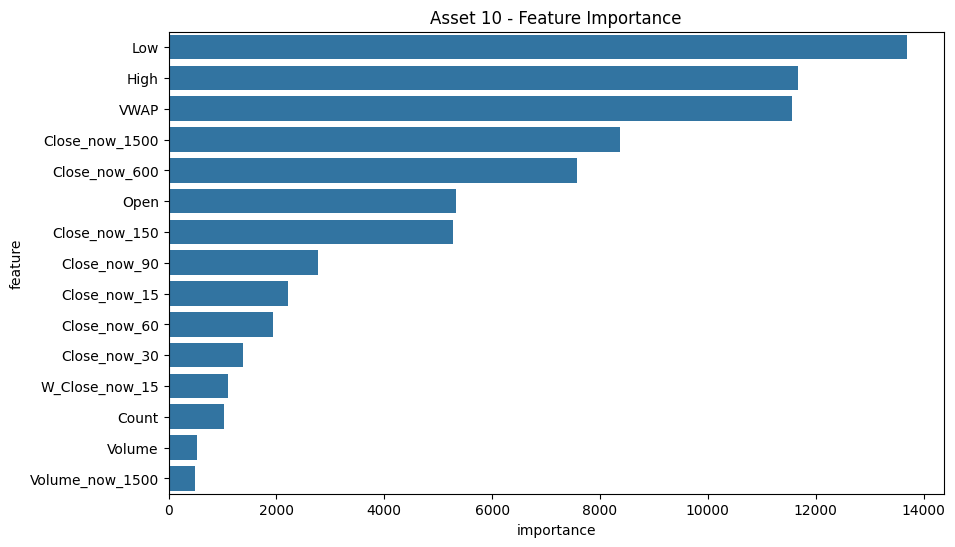 Asset 10 - Feature Importance
Low
High
VWAP
Close_now_1500
Close_now_600
Open
Close_now_150
Close_now_90
Close_now_15
Close_now_60
Close_now_30
W_Close_now_15
Count
Volume
Volume_now_1500
feature
0 2000 4000 6000 8000 10000 12000 14000
importance